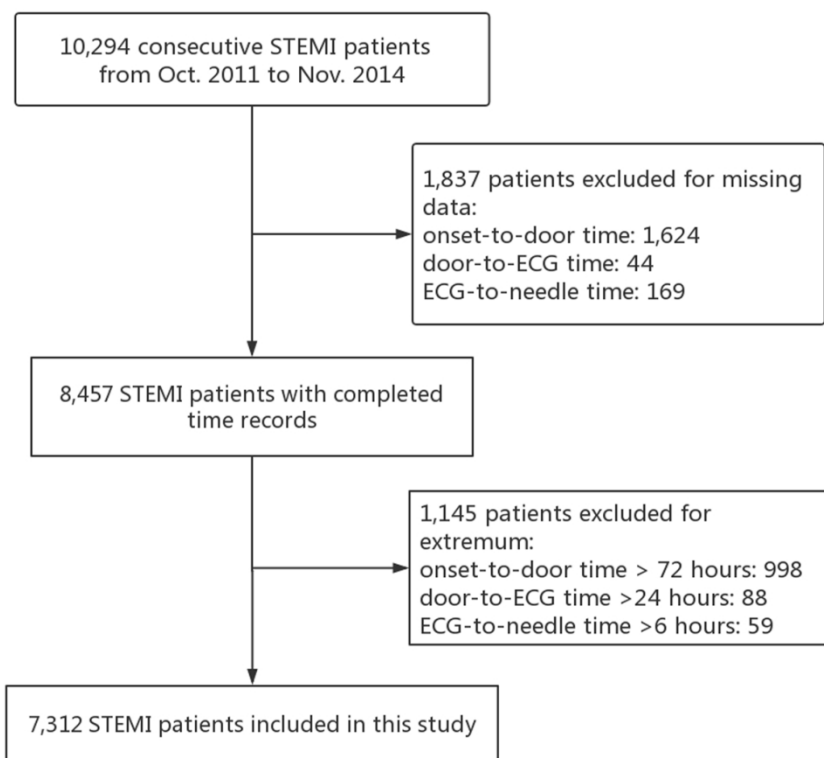 10,294 consecutive STEMI patients
from Oct. 2011 to Nov. 2014
1,837 patients excluded for missing
data:
onset-to-door time: 1,624
door-to-ECG time: 44
ECG-to-needle time: 169
8,457 STEMI patients with completed
time records
1,145 patients excluded for
extremum:
onset-to-door time > 72 hours: 998
door-to-ECG time >24 hours: 88
ECG-to-needle time >6 hours: 59
7,312 STEMI patients included in this study